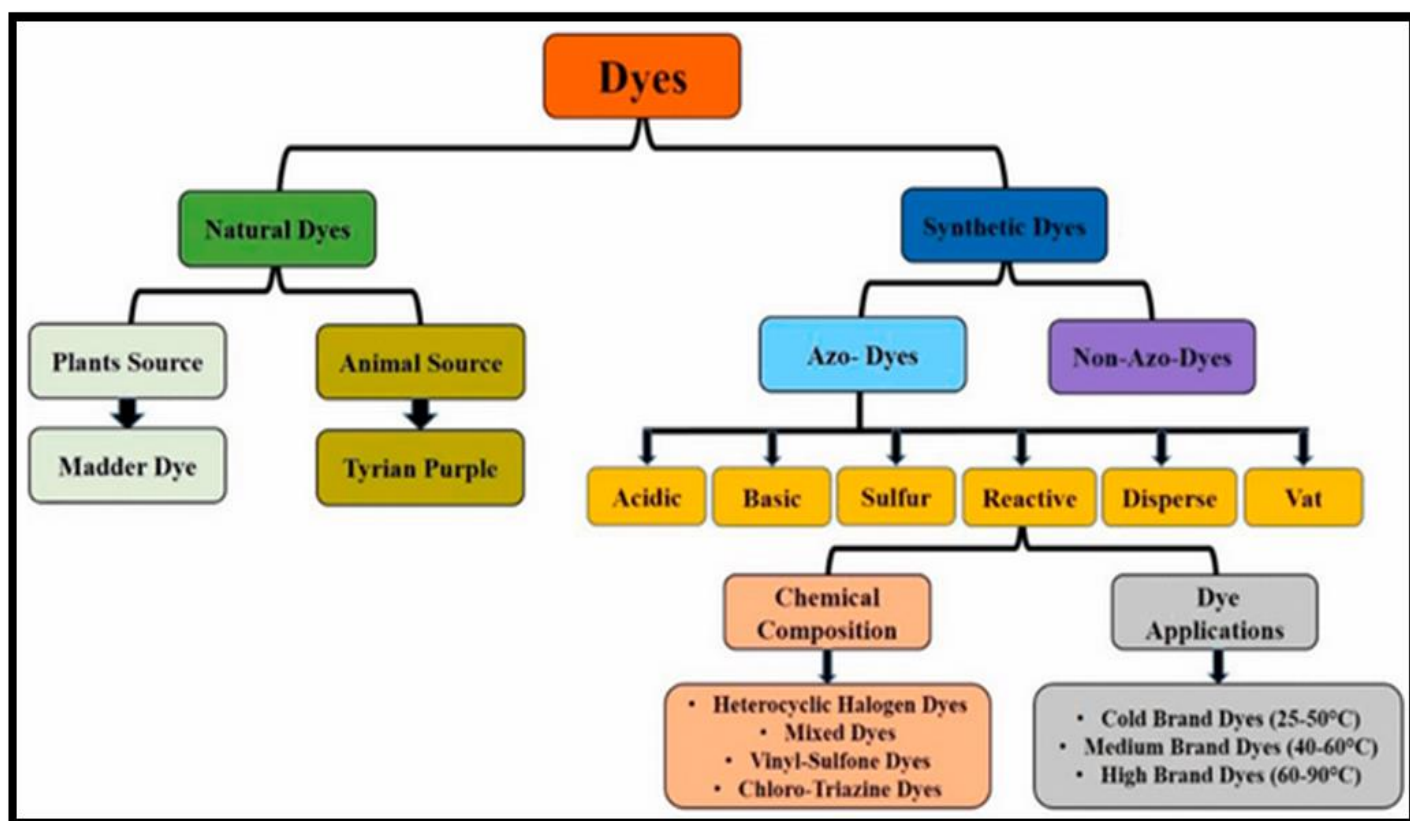 Dyes
Natural Dyes
Synthetic Dyes
Plants Source
Animal Source
Azo- Dyes
Non-Azo-Dyes
Madder Dye
Tyrian Purple
Acidic
Basic
Sulfur
Reactive
Disperse
Vat
Chemical
Composition
Dye
Applications
• Heterocyclic Halogen Dyes
• Mixed Dyes
• Vinyl-Sulfone Dyes
• Chloro-Triazine Dyes
• Cold Brand Dyes (25-50°C)
• Medium Brand Dyes (40-60°C)
• High Brand Dyes (60-90°C)